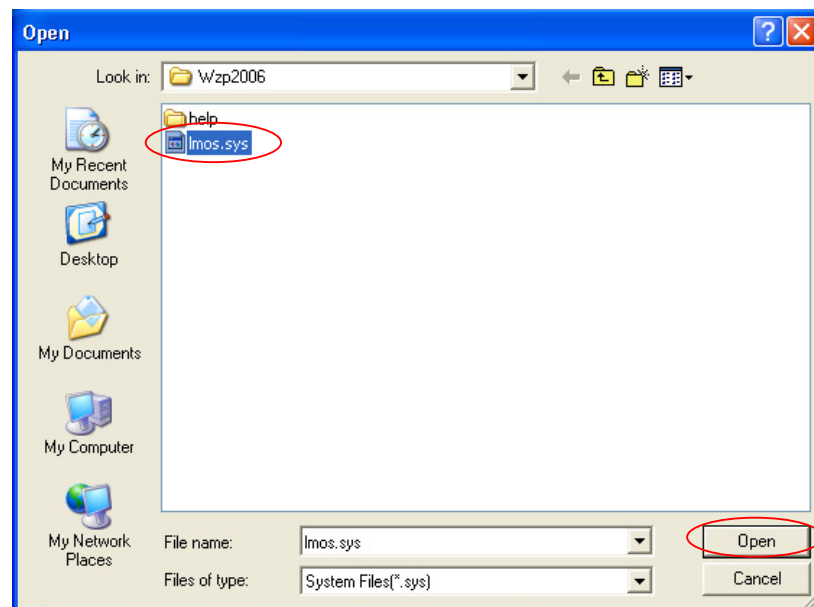 Open
Look in: Wzp2006
help
lmos.sys
My Recent
Documents
Desktop
My Documents
My Computer
My Network
Places
File name: lmos.sys
Open
Files of type: System Files(*.sys)
Cancel